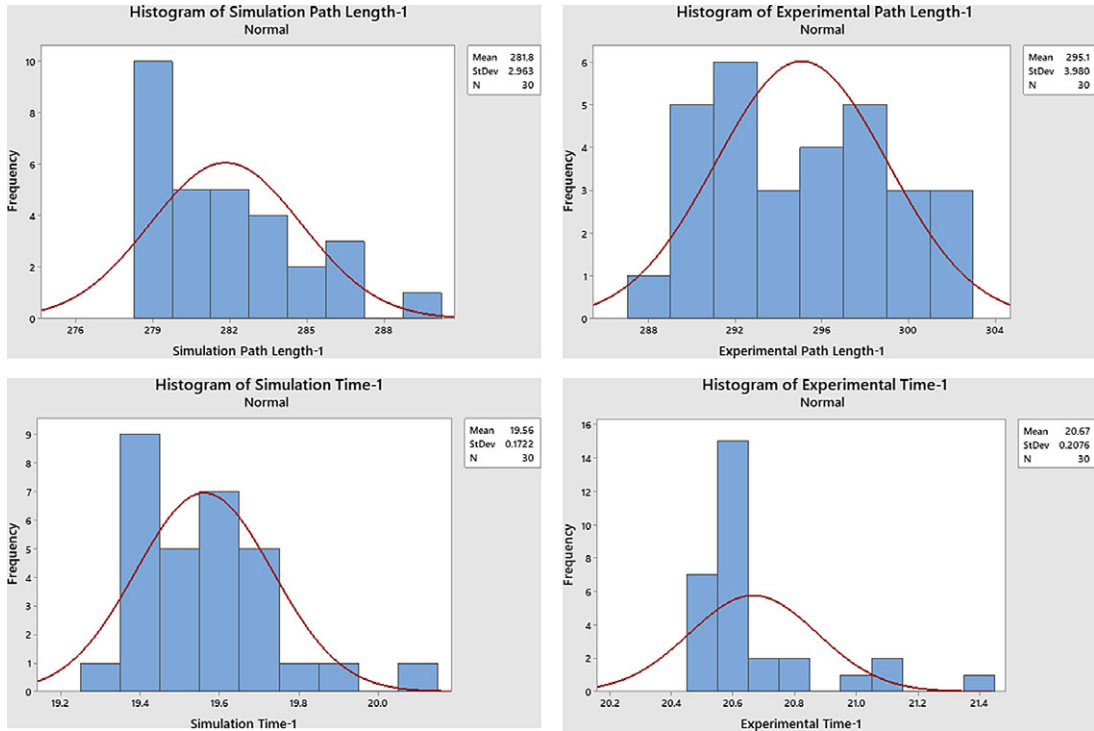 Histogram of Simulation Path Length-1
Normal
Mean 281.8
StDev 2.963
N 30
Frequency
10
8
6
4
2
0
276 279 282 285 288
Simulation Path Length-1
Histogram of Experimental Path Length-1
Normal
Mean 295.1
StDev 3.980
N 30
Frequency
6
5
4
3
2
1
0
288 292 296 300 304
Experimental Path Length-1
Histogram of Simulation Time-1
Normal
Mean 19.56
StDev 0.1722
N 30
Frequency
9
8
7
6
5
4
3
2
1
0
19.2 19.4 19.6 19.8 20.0
Simulation Time-1
Histogram of Experimental Time-1
Normal
Mean 20.67
StDev 0.2076
N 30
Frequency
16
14
12
10
8
6
4
2
0
20.2 20.4 20.6 20.8 21.0 21.2 21.4
Experimental Time-1